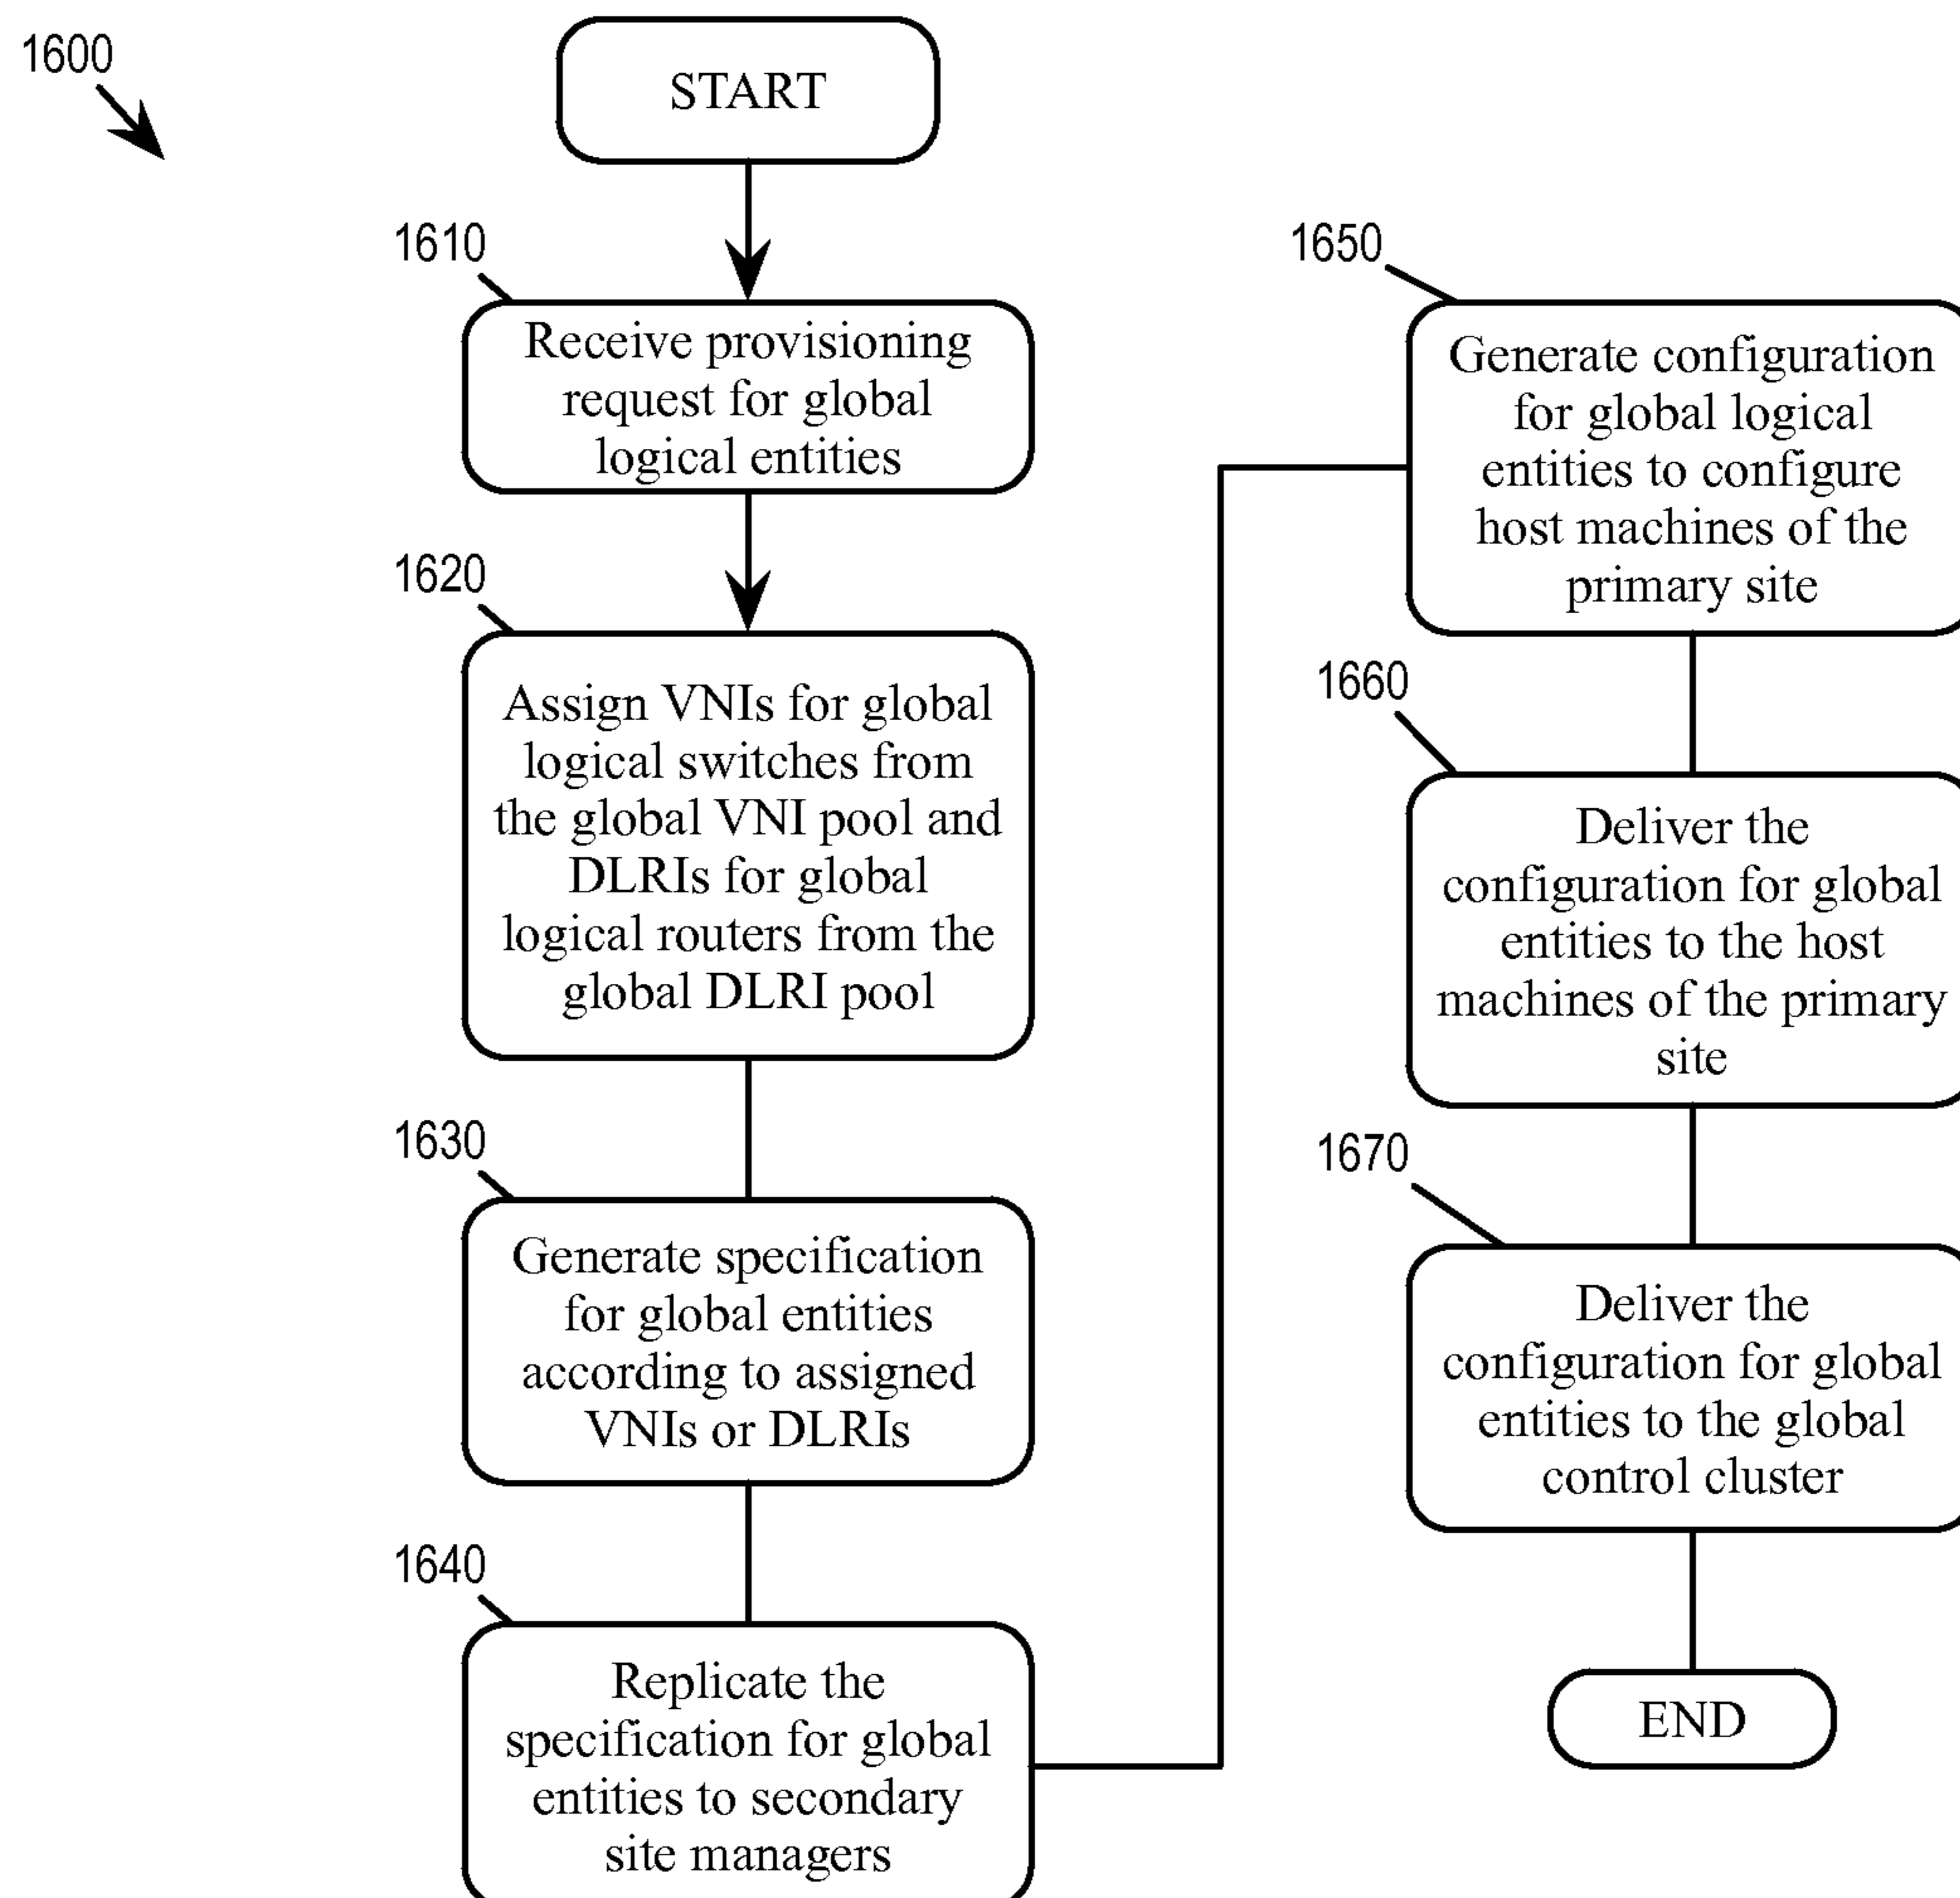 1600
START
1610
Receive provisioning
request for global
logical entities
1620
Assign VNIs for global
logical switches from
the global VNI pool and
DLRIs for global
logical routers from the
global DLRI pool
1630
Generate specification
for global entities
according to assigned
VNIs or DLRIs
1640
Replicate the
specification for global
entities to secondary
site managers
1650
Generate configuration
for global logical
entities to configure
host machines of the
primary site
1660
Deliver the
configuration for global
entities to the host
machines of the primary
site
1670
Deliver the
configuration for global
entities to the global
control cluster
END